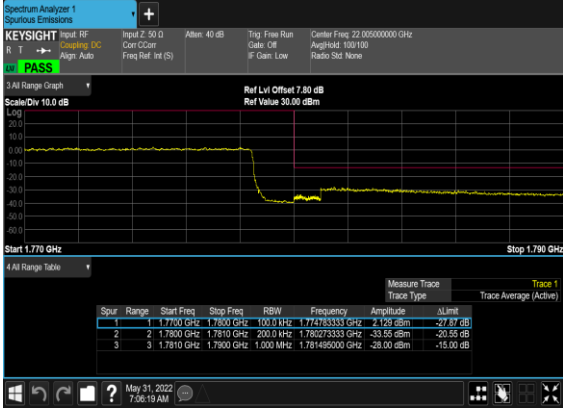 Spectrum Analyzer 1
Spurious Emissions
+
KEYSIGHT Input: RF Input Z: 50 Ω Atten: 40 dB Trig: Free Run Center Freq: 22.005000000 GHz
R T Coupling: DC Corr CCorr Gate: Off Avg|Hold: 100/100
Align: Auto Freq Ref: Int (S) IF Gain: Low Radio Std: None
PASS
3 All Range Graph
Ref Lvl Offset 7.80 dB
Scale/Div 10.0 dB Ref Value 30.00 dBm
Log
20.0
10.0
0.00
-10.0
-20.0
-30.0
-40.0
-50.0
-60.0
Start 1.770 GHz Stop 1.790 GHz
4 All Range Table
Measure Trace Trace 1
Trace Type Trace Average (Active)
Spur Range Start Freq Stop Freq RBW Frequency Amplitude ΔLimit
1 1 1.7700 GHz 1.7800 GHz 100.0 kHz 1.774783333 GHz 2.129 dBm -27.87 dB
2 2 1.7800 GHz 1.7810 GHz 200.0 kHz 1.780273333 GHz -33.55 dBm -20.55 dB
3 3 1.7810 GHz 1.7900 GHz 1.000 MHz 1.781495000 GHz -28.00 dBm -15.00 dB
? May 31, 2022
7:06:19 AM